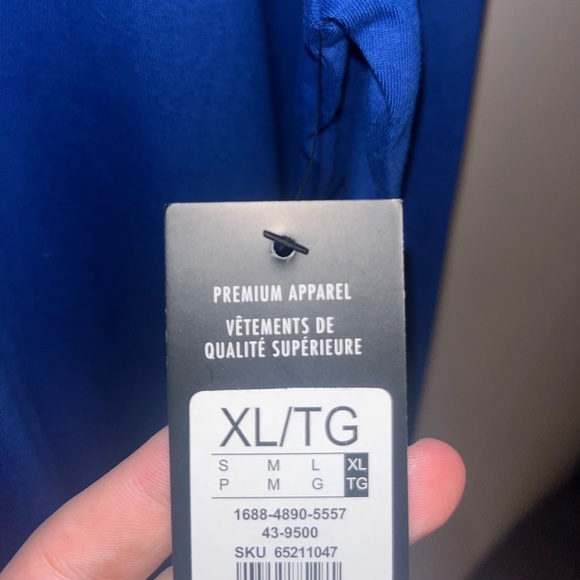 PREMIUM APPAREL
VÊTEMENTS DE
QUALITÉ SUPÉRIEURE
XL/TG
S M L XL
P M G TG
1688-4890-5557
43-9500
SKU 65211047